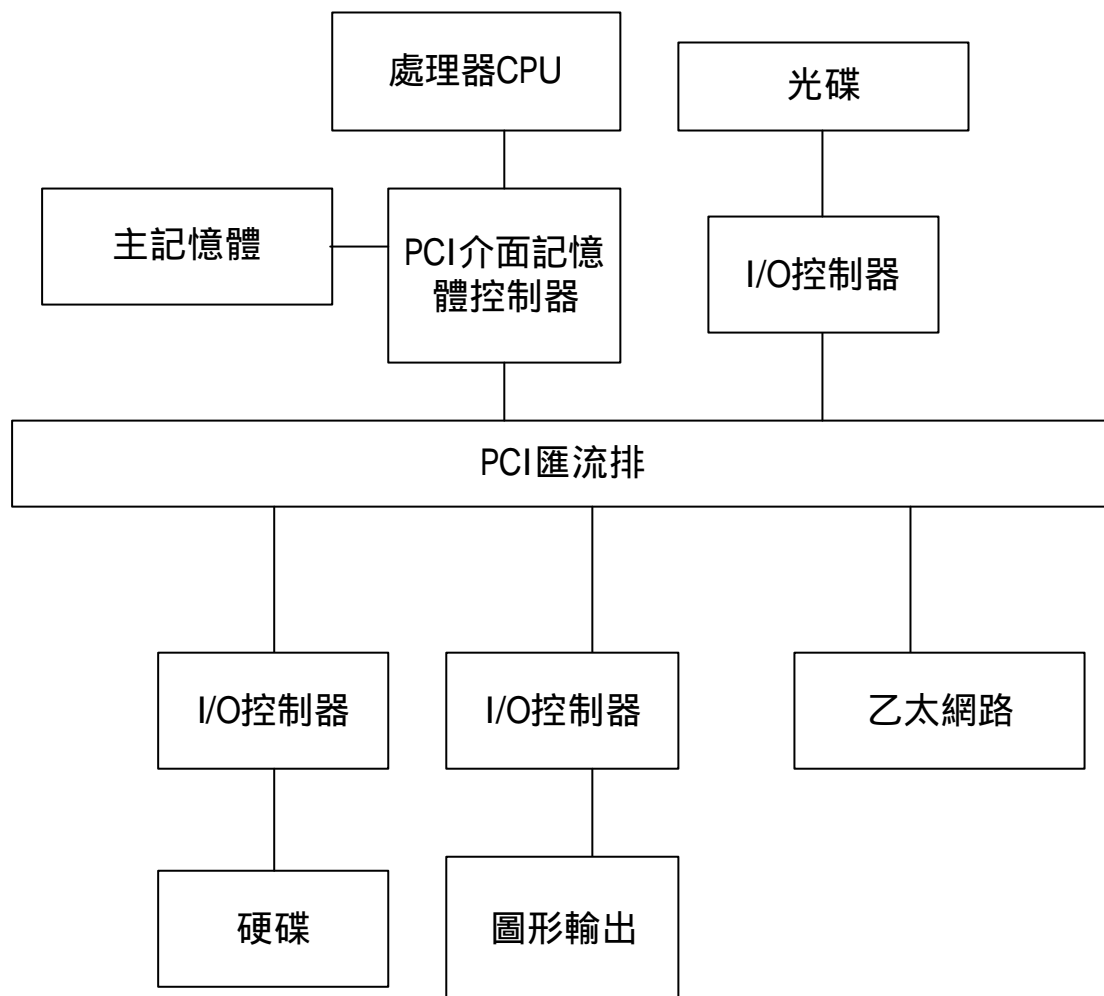 處理器CPU
光碟
主記憶體
PCI介面記憶
體控制器
I/O控制器
PCI匯流排
I/O控制器
I/O控制器
乙太網路
硬碟
圖形輸出